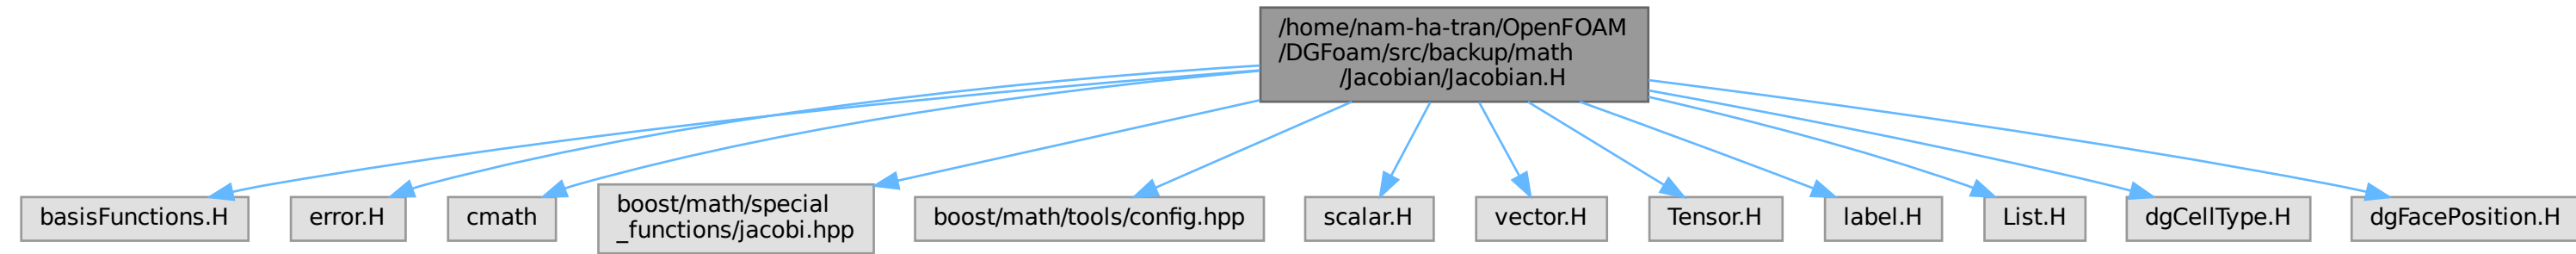 /home/nam-ha-tran/OpenFOAM
/DGFoam/src/backup/math
/Jacobian/Jacobian.H
basisFunctions.H
error.H
cmath
boost/math/special
_functions/jacobi.hpp
boost/math/tools/config.hpp
scalar.H
vector.H
Tensor.H
label.H
List.H
dgCellType.H
dgFacePosition.H